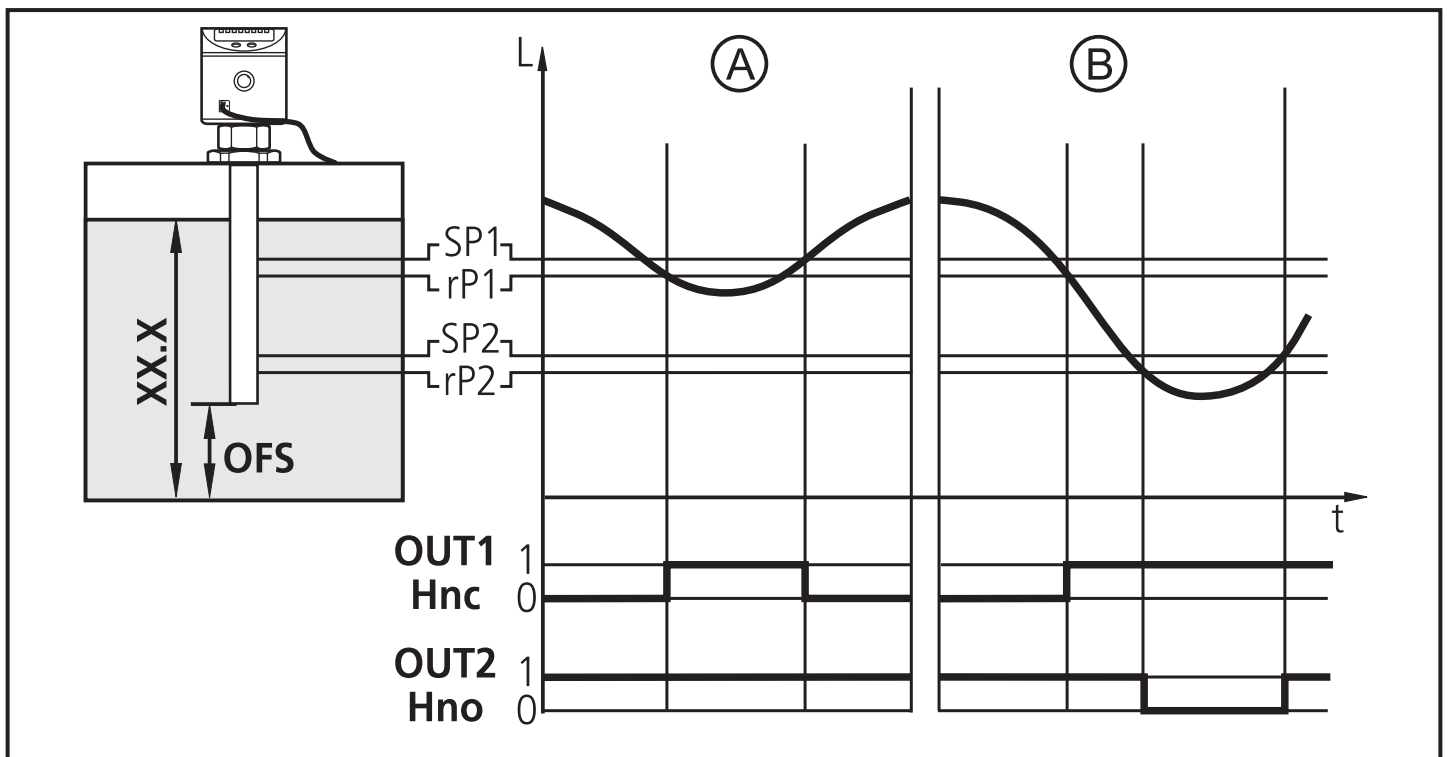 L
A
B
SP1
rP1
SP2
rP2
XX.X
OFS
t
OUT1 1
Hnc 0
OUT2 1
Hno 0